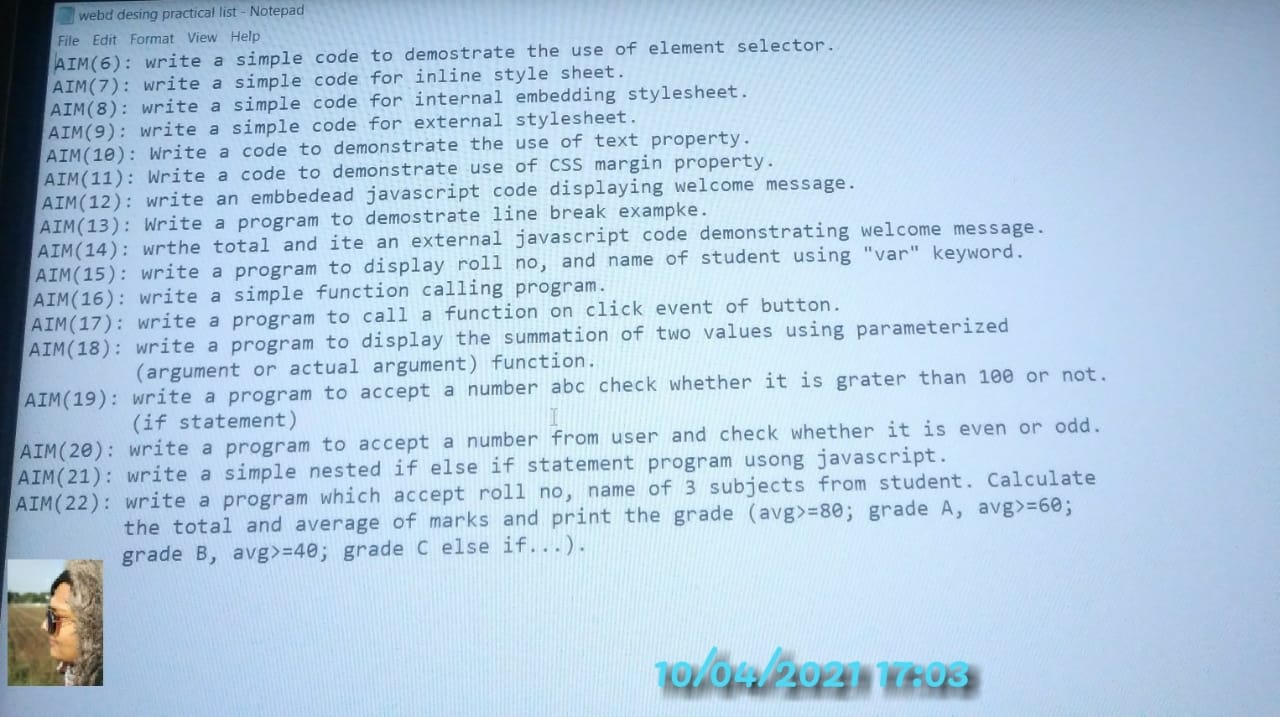 webd desing practical list - Notepad
File Edit Format View Help
AIM(6): write a simple code to demostrate the use of element selector.
AIM(7): write a simple code for inline style sheet.
AIM(8): write a simple code for internal embedding stylesheet.
AIM(9): write a simple code for external stylesheet.
AIM(10): Write a code to demonstrate the use of text property.
AIM(11): Write a code to demonstrate use of CSS margin property.
AIM(12): write an embbedead javascript code displaying welcome message.
AIM(13): Write a program to demostrate line break exampke.
AIM(14): wrthe total and ite an external javascript code demonstrating welcome message.
AIM(15): write a program to display roll no, and name of student using "var" keyword.
AIM(16): write a simple function calling program.
AIM(17): write a program to call a function on click event of button.
AIM(18): write a program to display the summation of two values using parameterized
(argument or actual argument) function.
AIM(19): write a program to accept a number abc check whether it is grater than 100 or not.
(if statement)
AIM(20): write a program to accept a number from user and check whether it is even or odd.
AIM(21): write a simple nested if else if statement program usong javascript.
AIM(22): write a program which accept roll no, name of 3 subjects from student. Calculate
the total and average of marks and print the grade (avg>=80; grade A, avg>=60;
grade B, avg>=40; grade C else if...).
10/04/2021 17:03